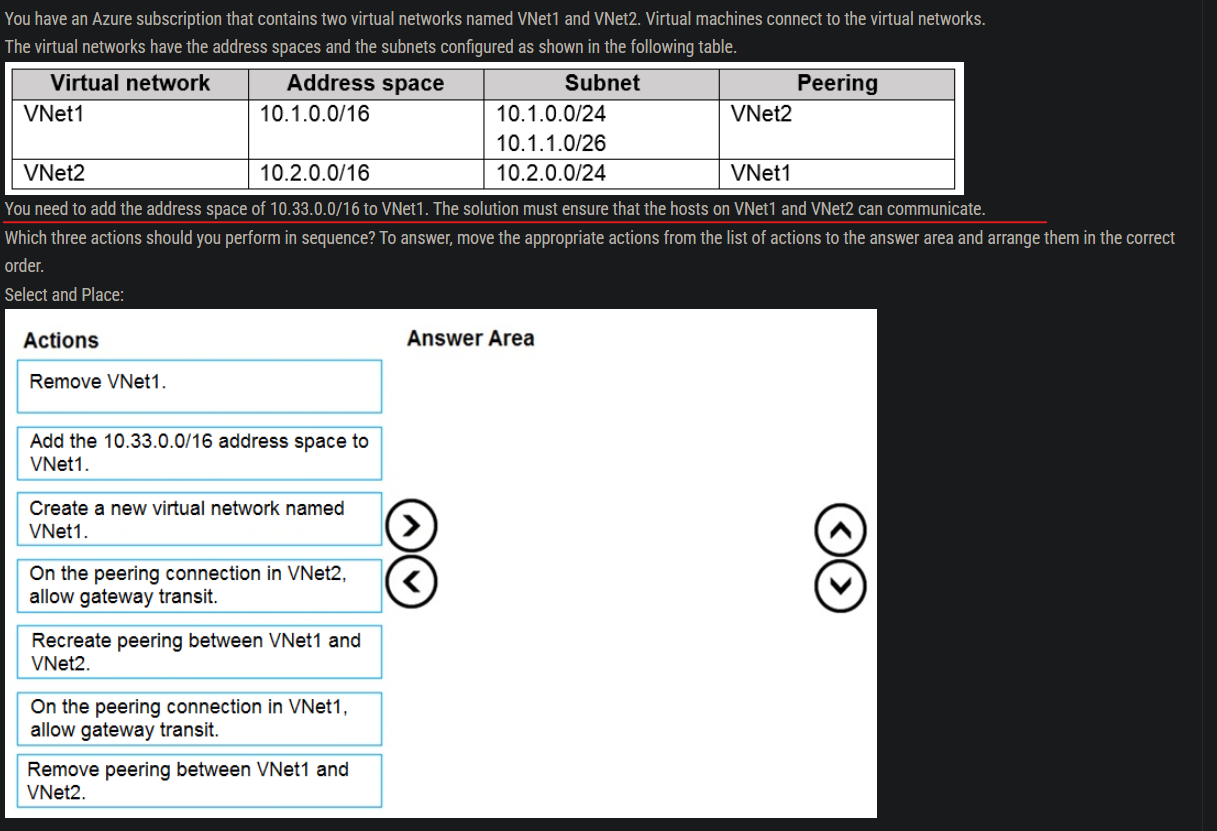 You have an Azure subscription that contains two virtual networks named VNet1 and VNet2. Virtual machines connect to the virtual networks.
The virtual networks have the address spaces and the subnets configured as shown in the following table.
Virtual network Address space Subnet Peering
VNet1 10.1.0.0/16 10.1.0.0/24 VNet2
10.1.1.0/26
VNet2 10.2.0.0/16 10.2.0.0/24 VNet1
You need to add the address space of 10.33.0.0/16 to VNet1. The solution must ensure that the hosts on VNet1 and VNet2 can communicate.
Which three actions should you perform in sequence? To answer, move the appropriate actions from the list of actions to the answer area and arrange them in the correct
order.
Select and Place:
Actions
Answer Area
Remove VNet1.
Add the 10.33.0.0/16 address space to
VNet1.
Create a new virtual network named
VNet1.
On the peering connection in VNet2,
allow gateway transit.
Recreate peering between VNet1 and
VNet2.
On the peering connection in VNet1,
allow gateway transit.
Remove peering between VNet1 and
VNet2.